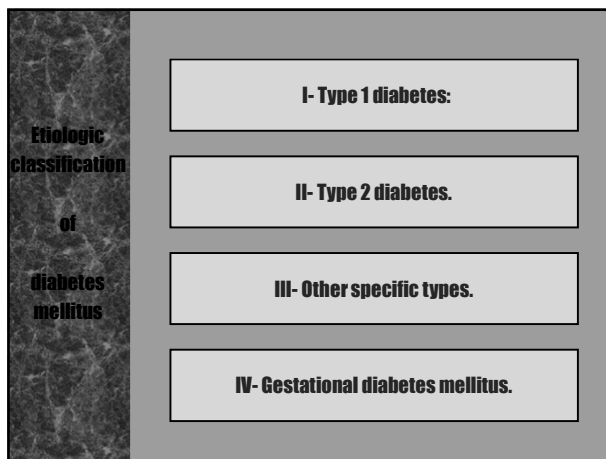 Etiologic
classification
of
diabetes
mellitus
I- Type 1 diabetes:
II- Type 2 diabetes.
III- Other specific types.
IV- Gestational diabetes mellitus.